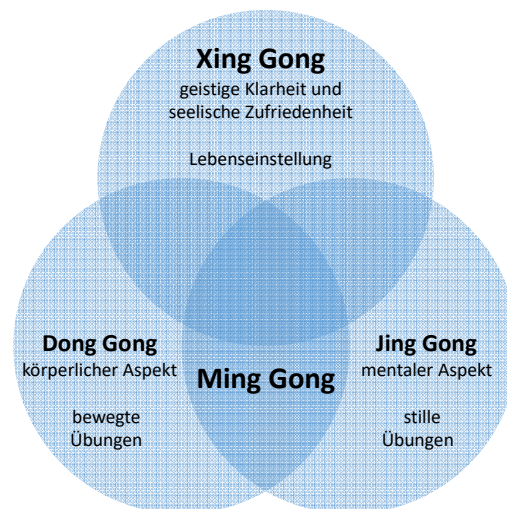 Xing Gong
geistige Klarheit und
seelische Zufriedenheit
Lebenseinstellung
Dong Gong
körperlicher Aspekt
bewegte
Übungen
Ming Gong
Jing Gong
mentaler Aspekt
stille
Übungen